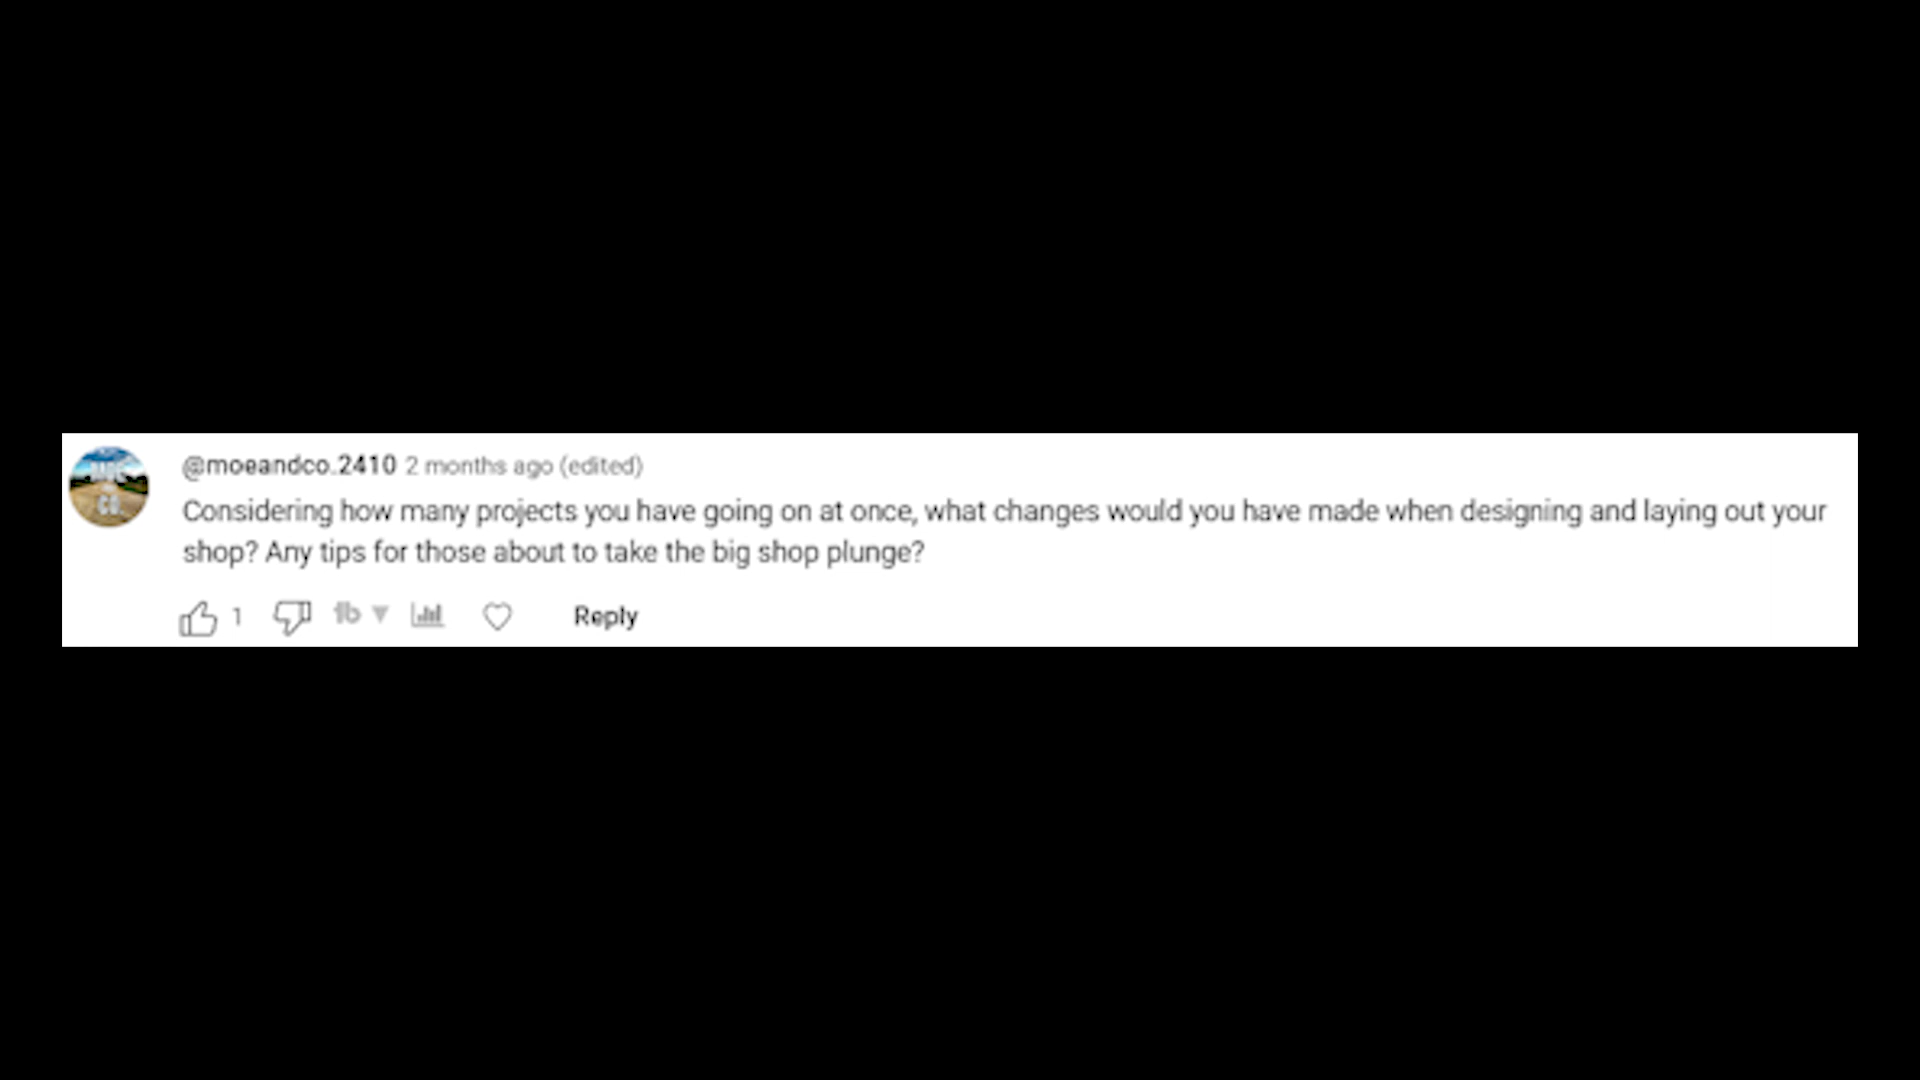 @moeandco.2410 2 months ago (edited)
Considering how many projects you have going on at once, what changes would you have made when designing and laying out your
shop? Any tips for those about to take the big shop plunge?
1 Reply